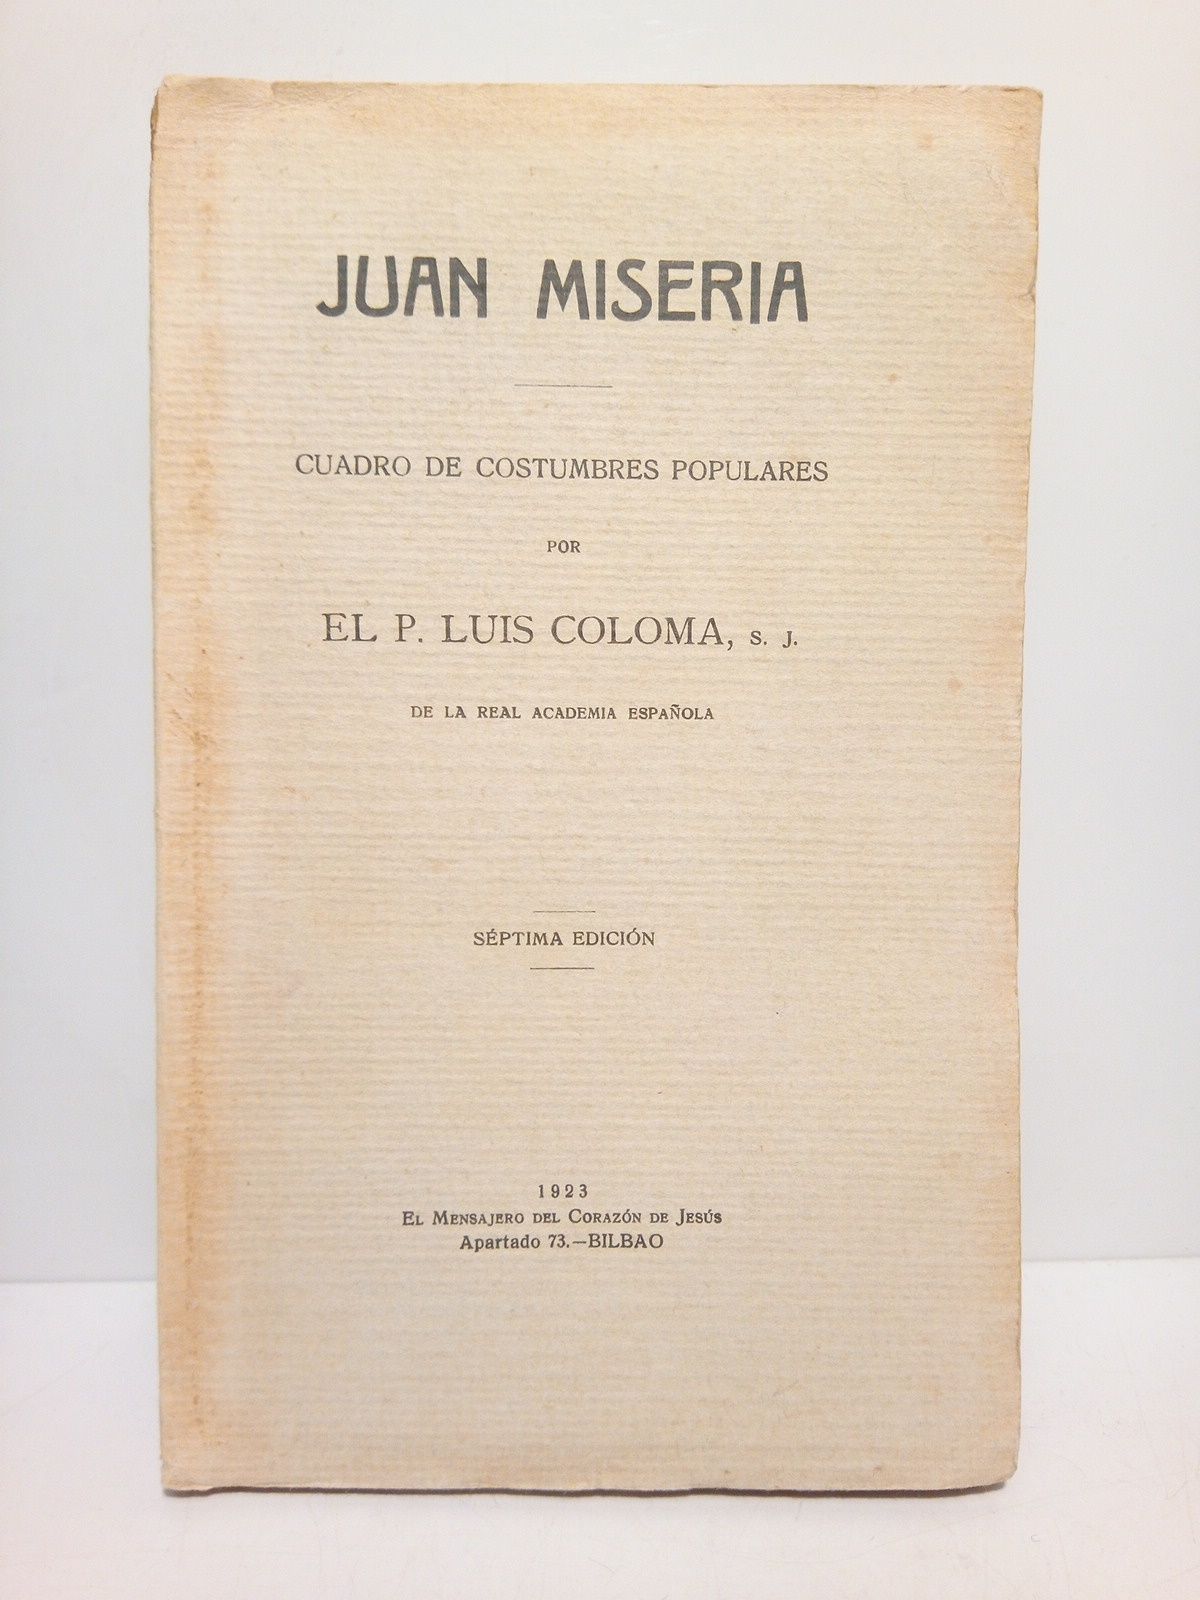 JUAN MISERIA
CUADRO DE COSTUMBRES POPULARES
POR
EL P. LUIS COLOMA, S. J.
DE LA REAL ACADEMIA ESPAÑOLA
SÉPTIMA EDICIÓN
1923
EL MENSAJERO DEL CORAZÓN DE JESÚS
Apartado 73.—BILBAO